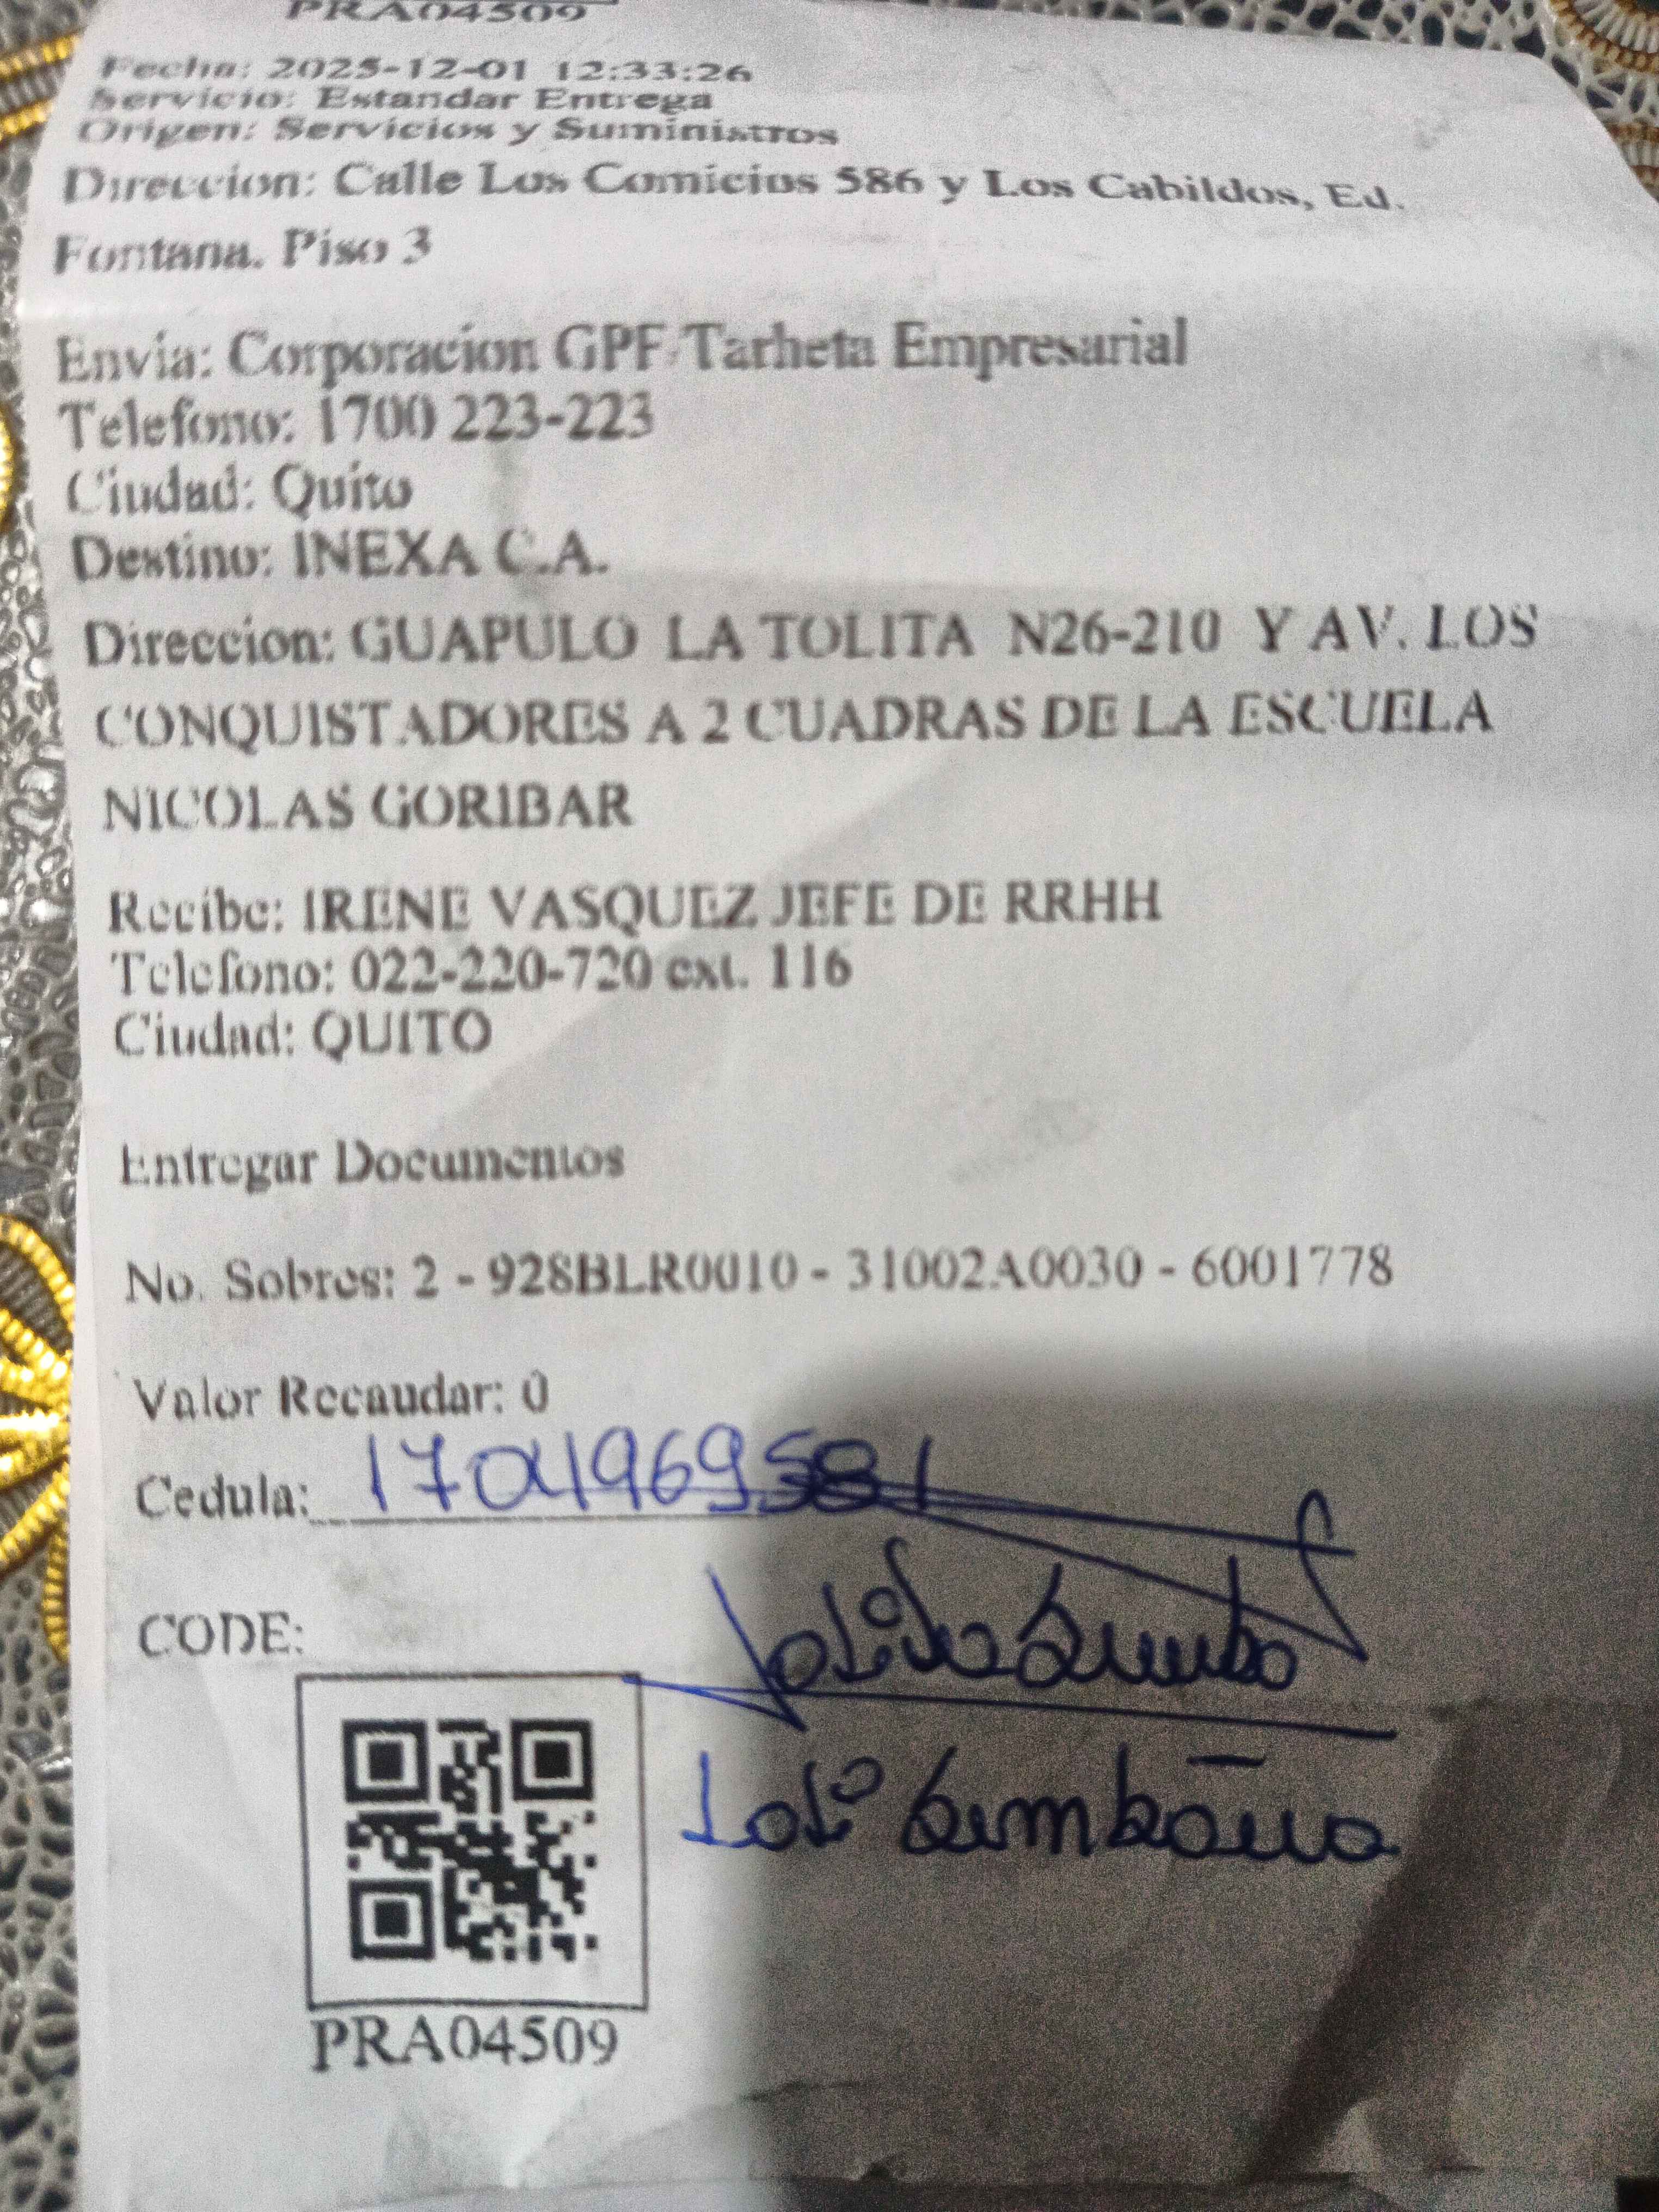 PRA04509
Fecha: 2025-12-01 12:33:26
Servicio: Estandar Entrega
Origen: Servicios y Suministros
Direccion: Calle Los Comicios 586 y Los Cabildos, Ed.
Fontana. Piso 3
Envia: Corporacion GPF Tarheta Empresarial
Telefono: 1700 223-223
Ciudad: Quito
Destino: INEXA C.A.
Direccion: GUAPULO LA TOLITA N26-210 Y AV. LOS
CONQUISTADORES A 2 CUADRAS DE LA ESCUELA
NICOLAS GORIBAR
Recibe: IRENE VASQUEZ JEFE DE RRHH
Telefono: 022-220-720 ext. 116
Ciudad: QUITO
Entregar Documentos
No. Sobres: 2 - 928BLR0010 - 31002A0030 - 6001778
Valor Recaudar: 0
Cedula: 1704969581
CODE:
PRA04509